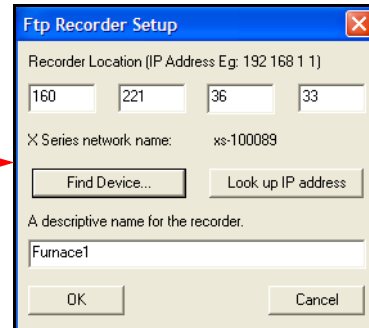 Ftp Recorder Setup
Recorder Location (IP Address Eg: 192 168 1 1)
160 221 36 33
X Series network name: xs-100089
Find Device... Look up IP address
A descriptive name for the recorder.
Furnace1
OK Cancel